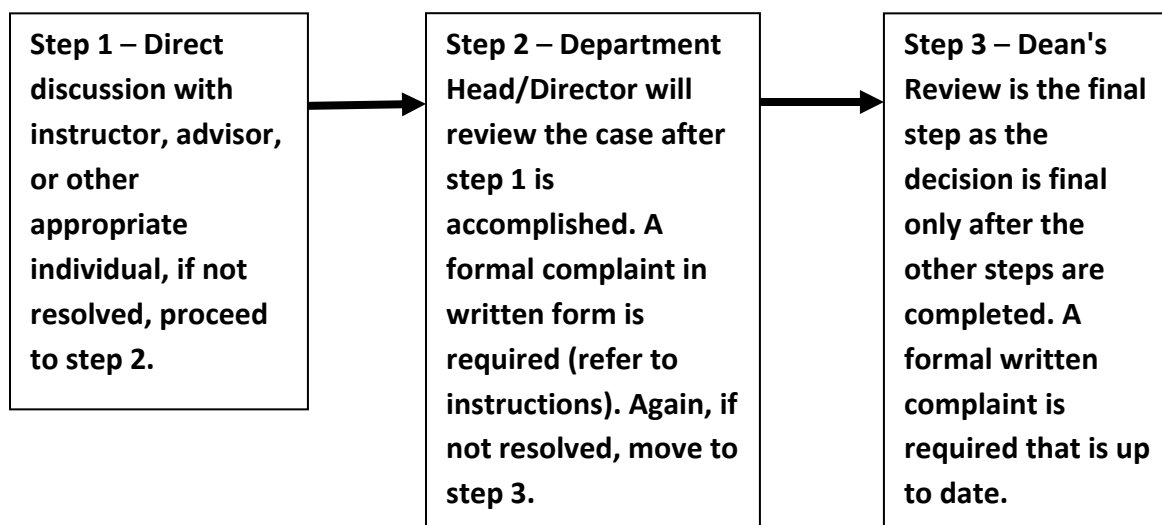 Step 1 – Direct
discussion with
instructor, advisor,
or other
appropriate
individual, if not
resolved, proceed
to step 2.
Step 2 – Department
Head/Director will
review the case after
step 1 is
accomplished. A
formal complaint in
written form is
required (refer to
instructions). Again, if
not resolved, move to
step 3.
Step 3 – Dean's
Review is the final
step as the
decision is final
only after the
other steps are
completed. A
formal written
complaint is
required that is up
to date.